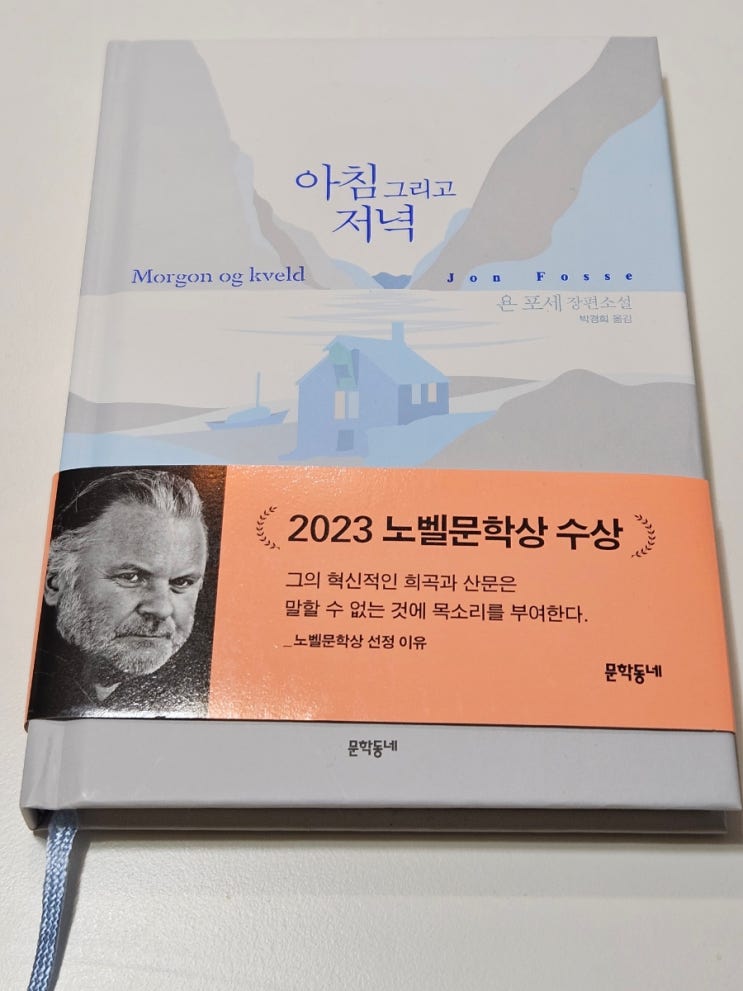 아침 그리고
저녁
Morgon og kveld
Jon Fosse
욘 포세 장편소설
박경희 옮김
2023 노벨문학상 수상
그의 혁신적인 희곡과 산문은
말할 수 없는 것에 목소리를 부여한다.
_노벨문학상 선정 이유
문학동네
문학동네